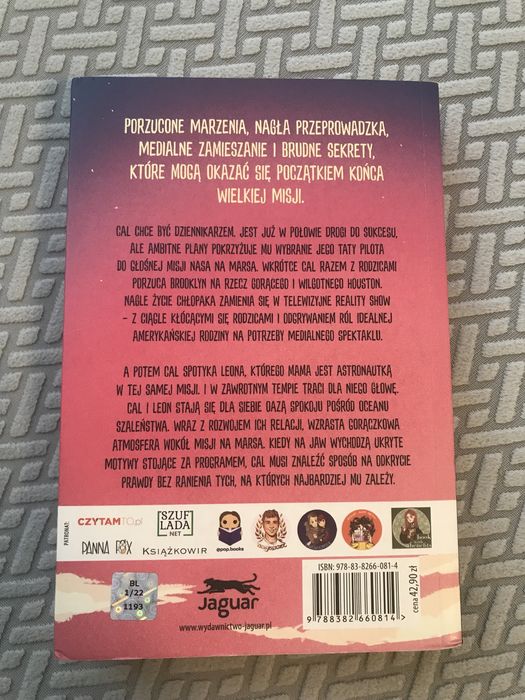 PORZUCONE MARZENIA, NAGŁA PRZEPROWADZKA,
MEDIALNE ZAMIESZANIE I BRUDNE SEKRETY,
KTÓRE MOGĄ OKAZAĆ SIĘ POCZĄTKIEM KOŃCA
WIELKIEJ MISJI.
CAL CHCE BYĆ DZIENNIKARZEM. JEST JUŻ W POŁOWIE DROGI DO SUKCESU,
ALE AMBITNE PLANY POKRZYŻUJE MU WYBRANIE JEGO TATY PILOTA
DO GŁOŚNEJ MISJI NASA NA MARSA. WKRÓTCE CAL RAZEM Z RODZICAMI
PORZUCA BROOKLYN NA RZECZ GORĄCEGO I WILGOTNEGO HOUSTON.
NAGLE ŻYCIE CHŁOPAKA ZAMIENIA SIĘ W TELEWIZYJNE REALITY SHOW
– Z CIĄGLE KŁÓCĄCYMI SIĘ RODZICAMI I ODGRYWANIEM RÓL IDEALNEJ
AMERYKAŃSKIEJ RODZINY NA POTRZEBY MEDIALNEGO SPEKTAKLU.
A POTEM CAL SPOTYKA LEONA, KTÓREGO MAMA JEST ASTRONAUTKĄ
W TEJ SAMEJ MISJI. I W ZAWROTNYM TEMPIE TRACI DLA NIEGO GŁOWĘ.
CAL I LEON STAJĄ SIĘ DLA SIEBIE OAZĄ SPOKOJU POŚRÓD OCEANU
SZALEŃSTWA. WRAZ Z ROZWOJEM ICH RELACJI, WZRASTA GORĄCZKOWA
ATMOSFERA WOKÓŁ MISJI NA MARSA. KIEDY NA JAW WYCHODZĄ UKRYTE
MOTYWY STOJĄCE ZA PROGRAMEM, CAL MUSI ZNALEŹĆ SPOSÓB NA ODKRYCIE
PRAWDY BEZ RANIENIA TYCH, NA KTÓRYCH NAJBARDZIEJ MU ZALEŻY.
PATRONAT:
CZYTAMTO.pl
SZUF
LADA
NET
PANNA FOX
KSIĄŻKOWIR
@pop.books
BL
1/22
1193
Jaguar
www.wydawnictwo-jaguar.pl
ISBN: 978-83-8266-081-4
9 788382 660814 >
cena 42,90 zł